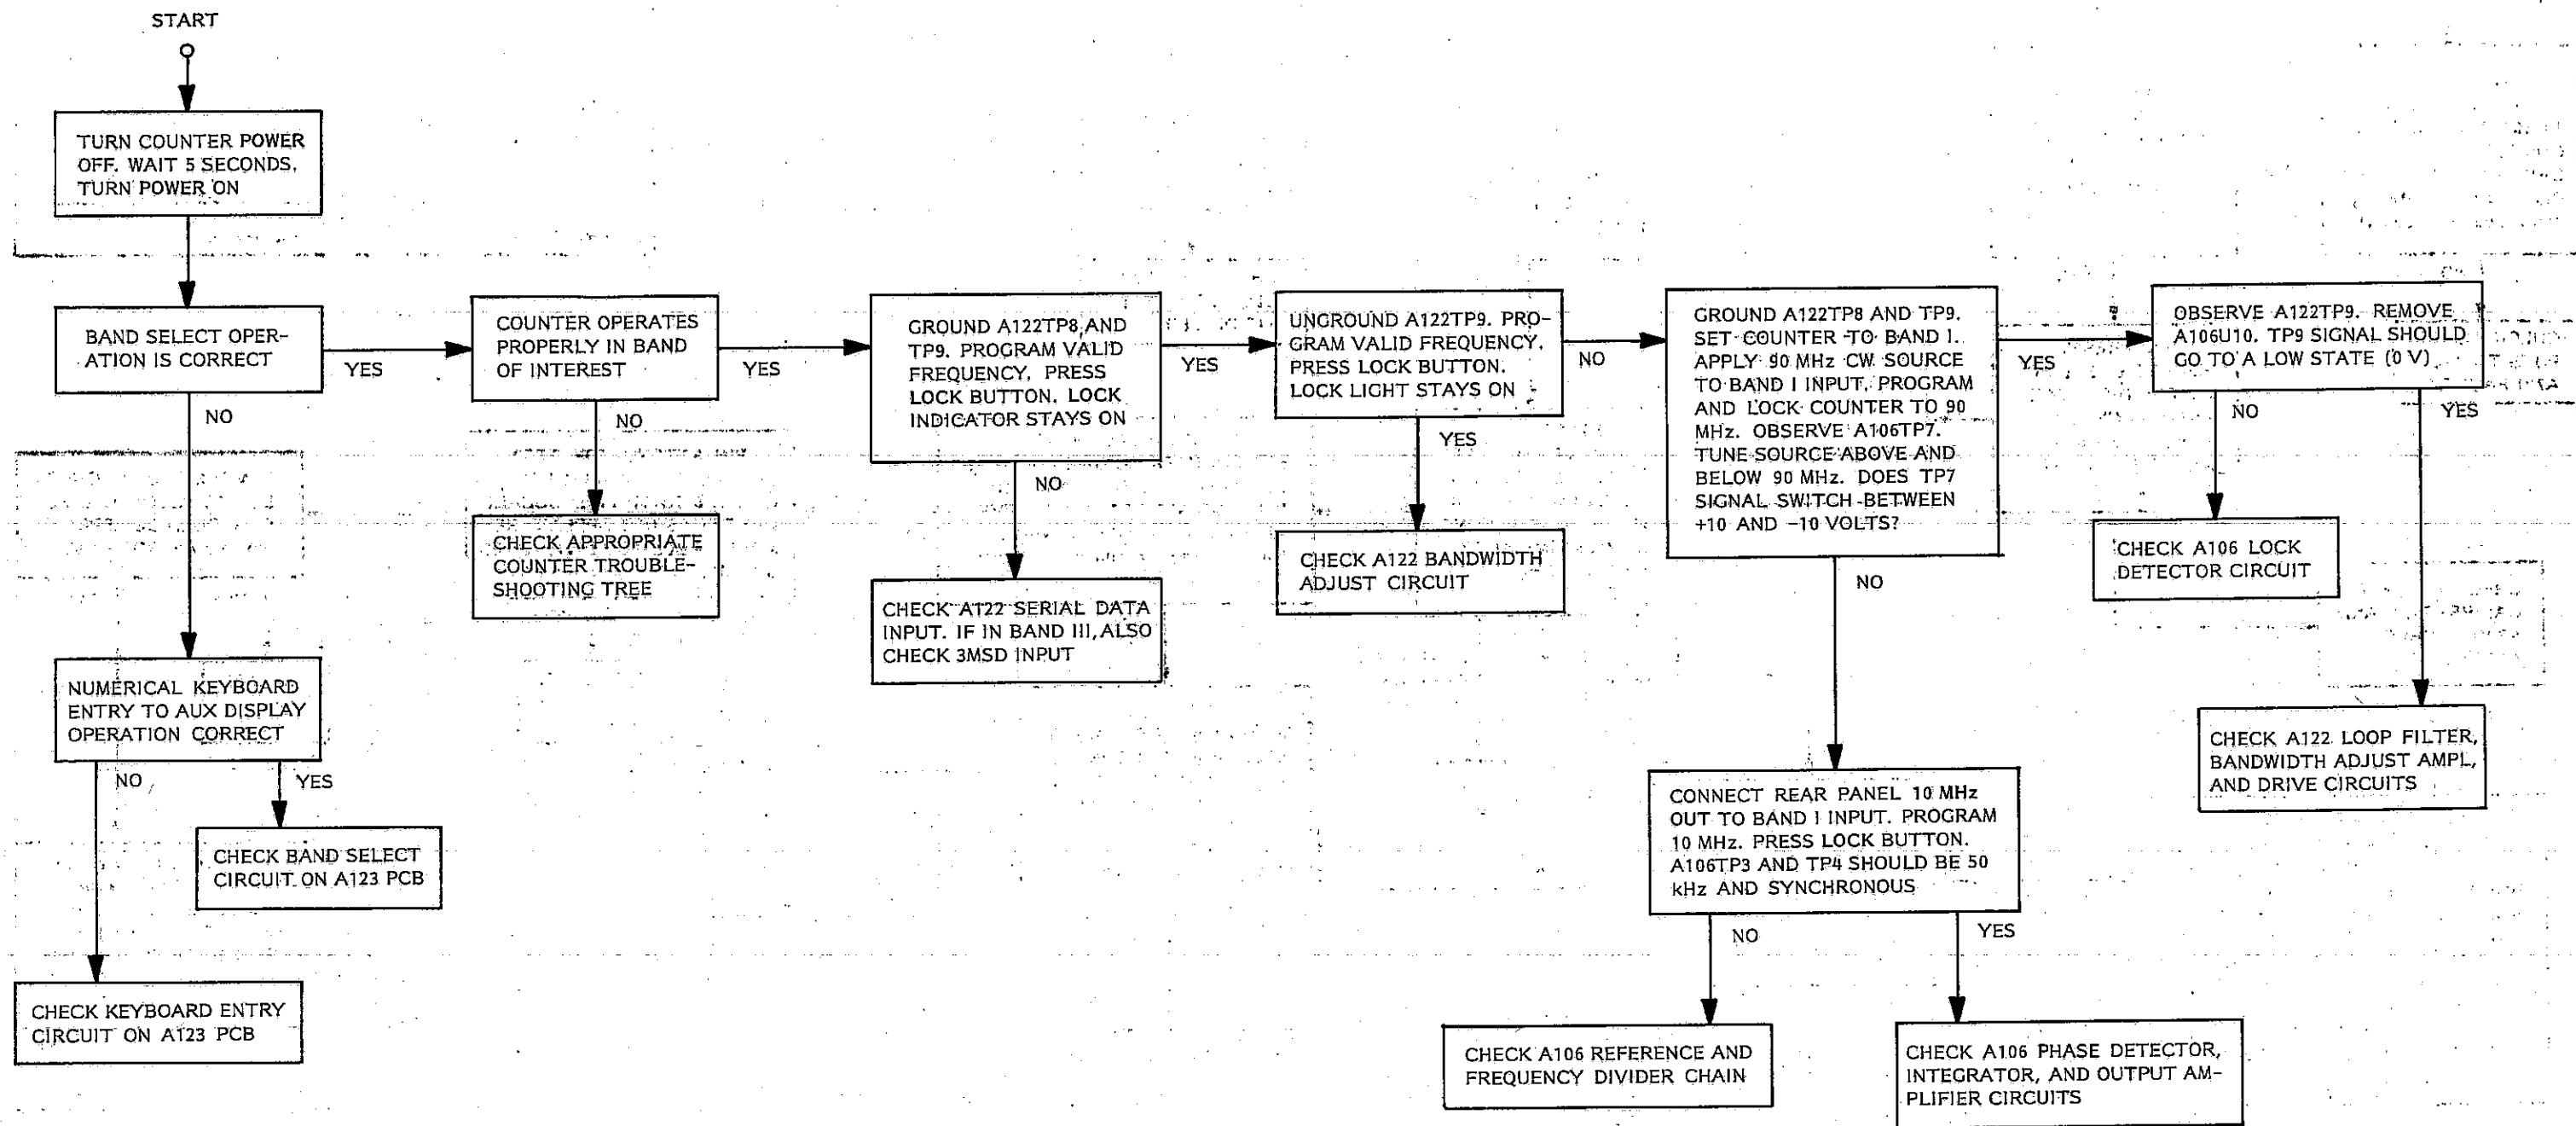 START
TURN COUNTER POWER
OFF. WAIT 5 SECONDS,
TURN POWER ON
BAND SELECT OPER-
ATION IS CORRECT
YES
NO
COUNTER OPERATES
PROPERLY IN BAND
OF INTEREST
YES
NO
GROUND A122TP8 AND
TP9. PROGRAM VALID
FREQUENCY, PRESS
LOCK BUTTON. LOCK
INDICATOR STAYS ON
YES
NO
UNGROUND A122TP9. PRO-
GRAM VALID FREQUENCY,
PRESS LOCK BUTTON.
LOCK LIGHT STAYS ON
NO
YES
GROUND A122TP8 AND TP9.
SET COUNTER TO BAND I.
APPLY 90 MHz CW SOURCE
TO BAND I INPUT, PROGRAM
AND LOCK COUNTER TO 90
MHz. OBSERVE A106TP7.
TUNE SOURCE ABOVE AND
BELOW 90 MHz. DOES TP7
SIGNAL SWITCH BETWEEN
+10 AND -10 VOLTS?
YES
NO
OBSERVE A122TP9. REMOVE
A106U10. TP9 SIGNAL SHOULD
GO TO A LOW STATE (0 V)
NO
YES
CHECK APPROPRIATE
COUNTER TROUBLE-
SHOOTING TREE
CHECK A122 SERIAL DATA
INPUT. IF IN BAND III, ALSO
CHECK 3MSD INPUT
CHECK A122 BANDWIDTH
ADJUST CIRCUIT
CHECK A106 LOCK
DETECTOR CIRCUIT
NUMERICAL KEYBOARD
ENTRY TO AUX DISPLAY
OPERATION CORRECT
NO
YES
CHECK A122 LOOP FILTER,
BANDWIDTH ADJUST AMPL,
AND DRIVE CIRCUITS
CONNECT REAR PANEL 10 MHz
OUT TO BAND I INPUT. PROGRAM
10 MHz. PRESS LOCK BUTTON.
A106TP3 AND TP4 SHOULD BE 50
kHz AND SYNCHRONOUS
NO
YES
CHECK BAND SELECT
CIRCUIT ON A123 PCB
CHECK KEYBOARD ENTRY
CIRCUIT ON A123 PCB
CHECK A106 REFERENCE AND
FREQUENCY DIVIDER CHAIN
CHECK A106 PHASE DETECTOR,
INTEGRATOR, AND OUTPUT AM-
PLIFIER CIRCUITS